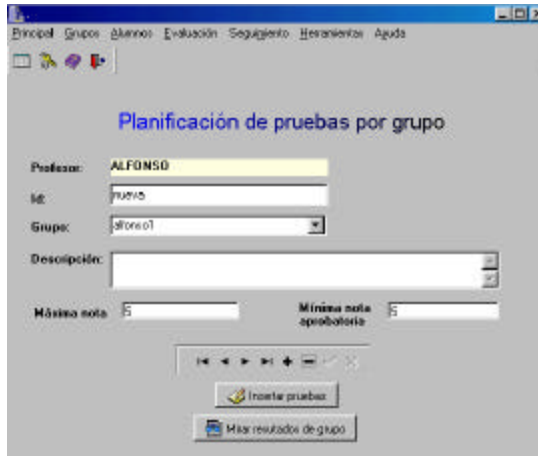 Principal Grupos Alumnos Evaluación Seguimiento Herramientas Ayuda
Planificación de pruebas por grupo
Profesor: ALFONSO
Id: nueva
Grupo: alfonso1
Descripción:
Máxima nota 5 Mínima nota aprobatoria 5
Insertar pruebas
Mirar resultados de grupo